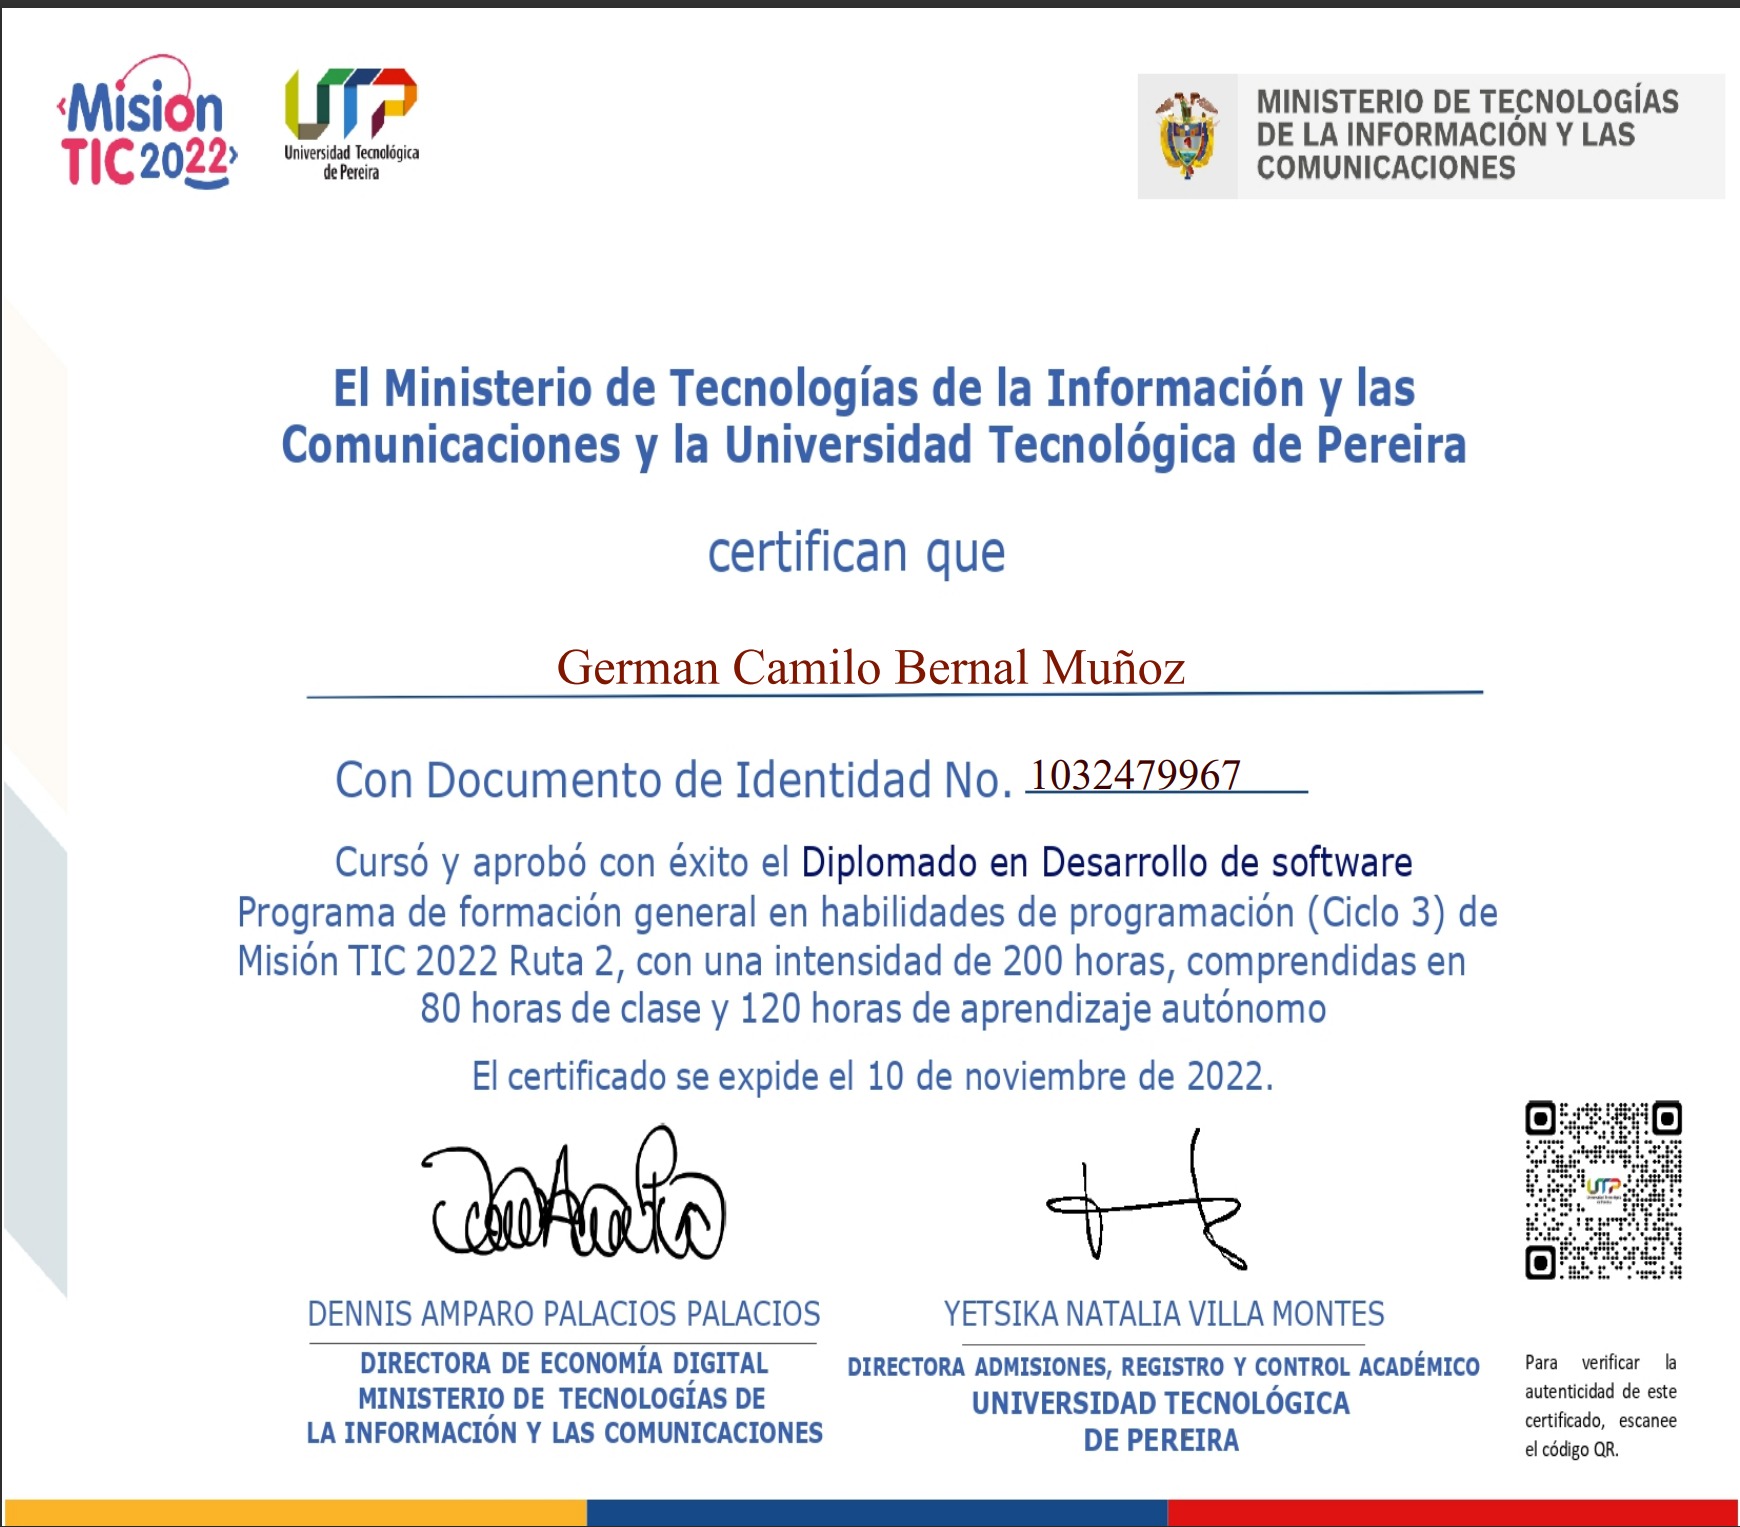 ‹Misión
TIC 2022›
UTP
Universidad Tecnológica
de Pereira
MINISTERIO DE TECNOLOGÍAS
DE LA INFORMACIÓN Y LAS
COMUNICACIONES
El Ministerio de Tecnologías de la Información y las
Comunicaciones y la Universidad Tecnológica de Pereira
certifican que
German Camilo Bernal Muñoz
Con Documento de Identidad No. 1032479967
Cursó y aprobó con éxito el Diplomado en Desarrollo de software
Programa de formación general en habilidades de programación (Ciclo 3) de
Misión TIC 2022 Ruta 2, con una intensidad de 200 horas, comprendidas en
80 horas de clase y 120 horas de aprendizaje autónomo
El certificado se expide el 10 de noviembre de 2022.
DENNIS AMPARO PALACIOS PALACIOS
DIRECTORA DE ECONOMÍA DIGITAL
MINISTERIO DE TECNOLOGÍAS DE
LA INFORMACIÓN Y LAS COMUNICACIONES
YETSIKA NATALIA VILLA MONTES
DIRECTORA ADMISIONES, REGISTRO Y CONTROL ACADÉMICO
UNIVERSIDAD TECNOLÓGICA
DE PEREIRA
UTP
Para verificar la
autenticidad de este
certificado, escanee
el código QR.